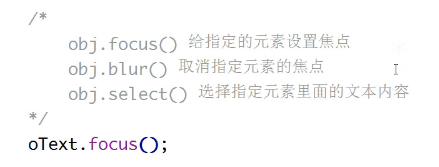 /*
obj.focus() 给指定的元素设置焦点
obj.blur() 取消指定元素的焦点
obj.select() 选择指定元素里面的文本内容
*/
oText.focus();